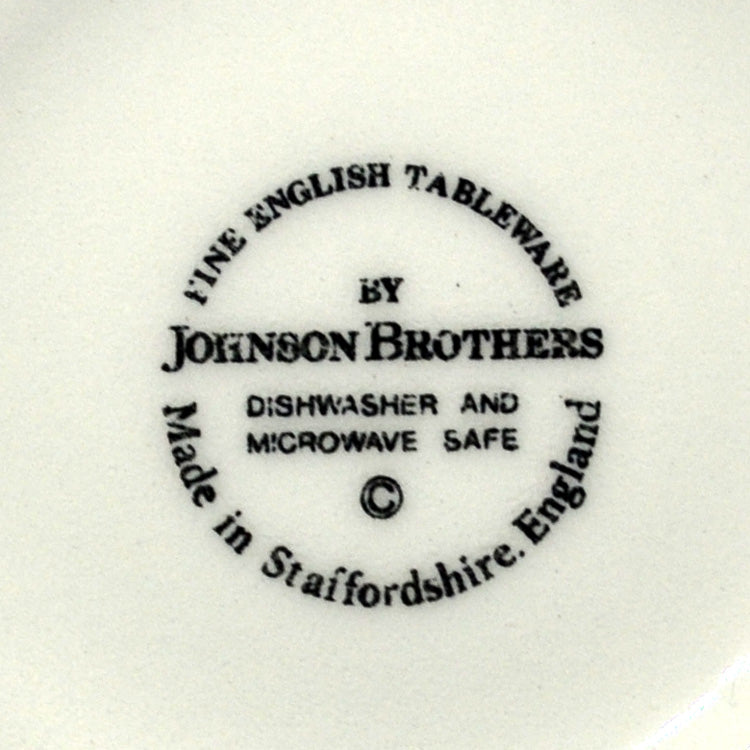 FINE ENGLISH TABLEWARE
BY
JOHNSON BROTHERS
DISHWASHER AND
MICROWAVE SAFE
©
Made in Staffordshire. England